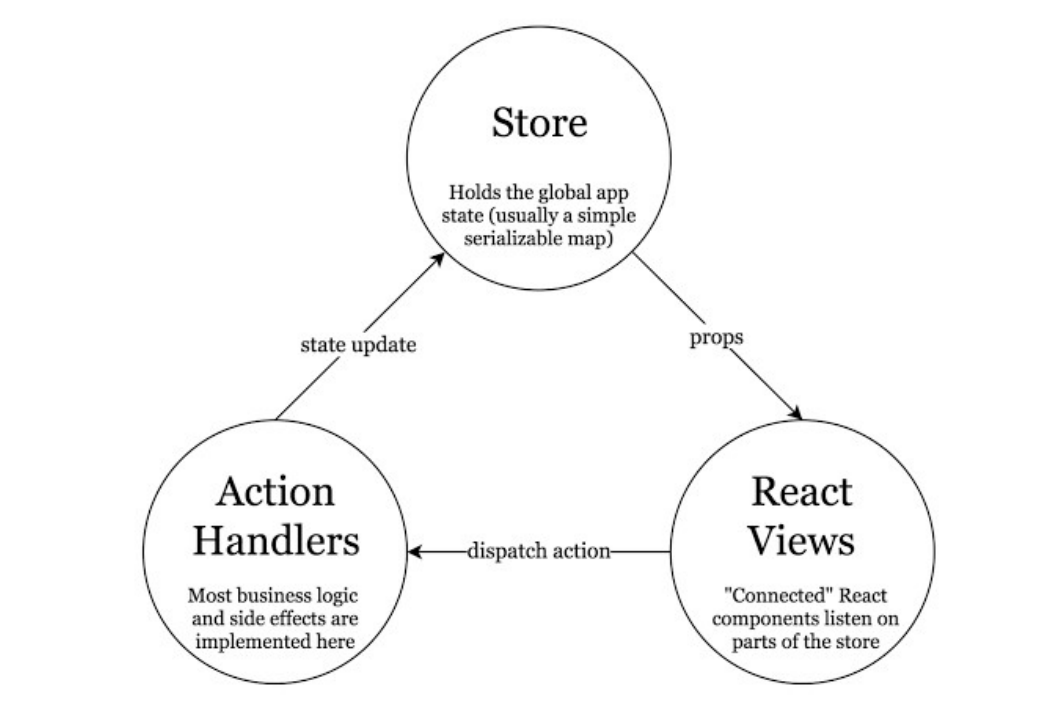 Store
Holds the global app
state (usually a simple
serializable map)
state update
props
Action
Handlers
Most business logic
and side effects are
implemented here
dispatch action
React
Views
"Connected" React
components listen on
parts of the store